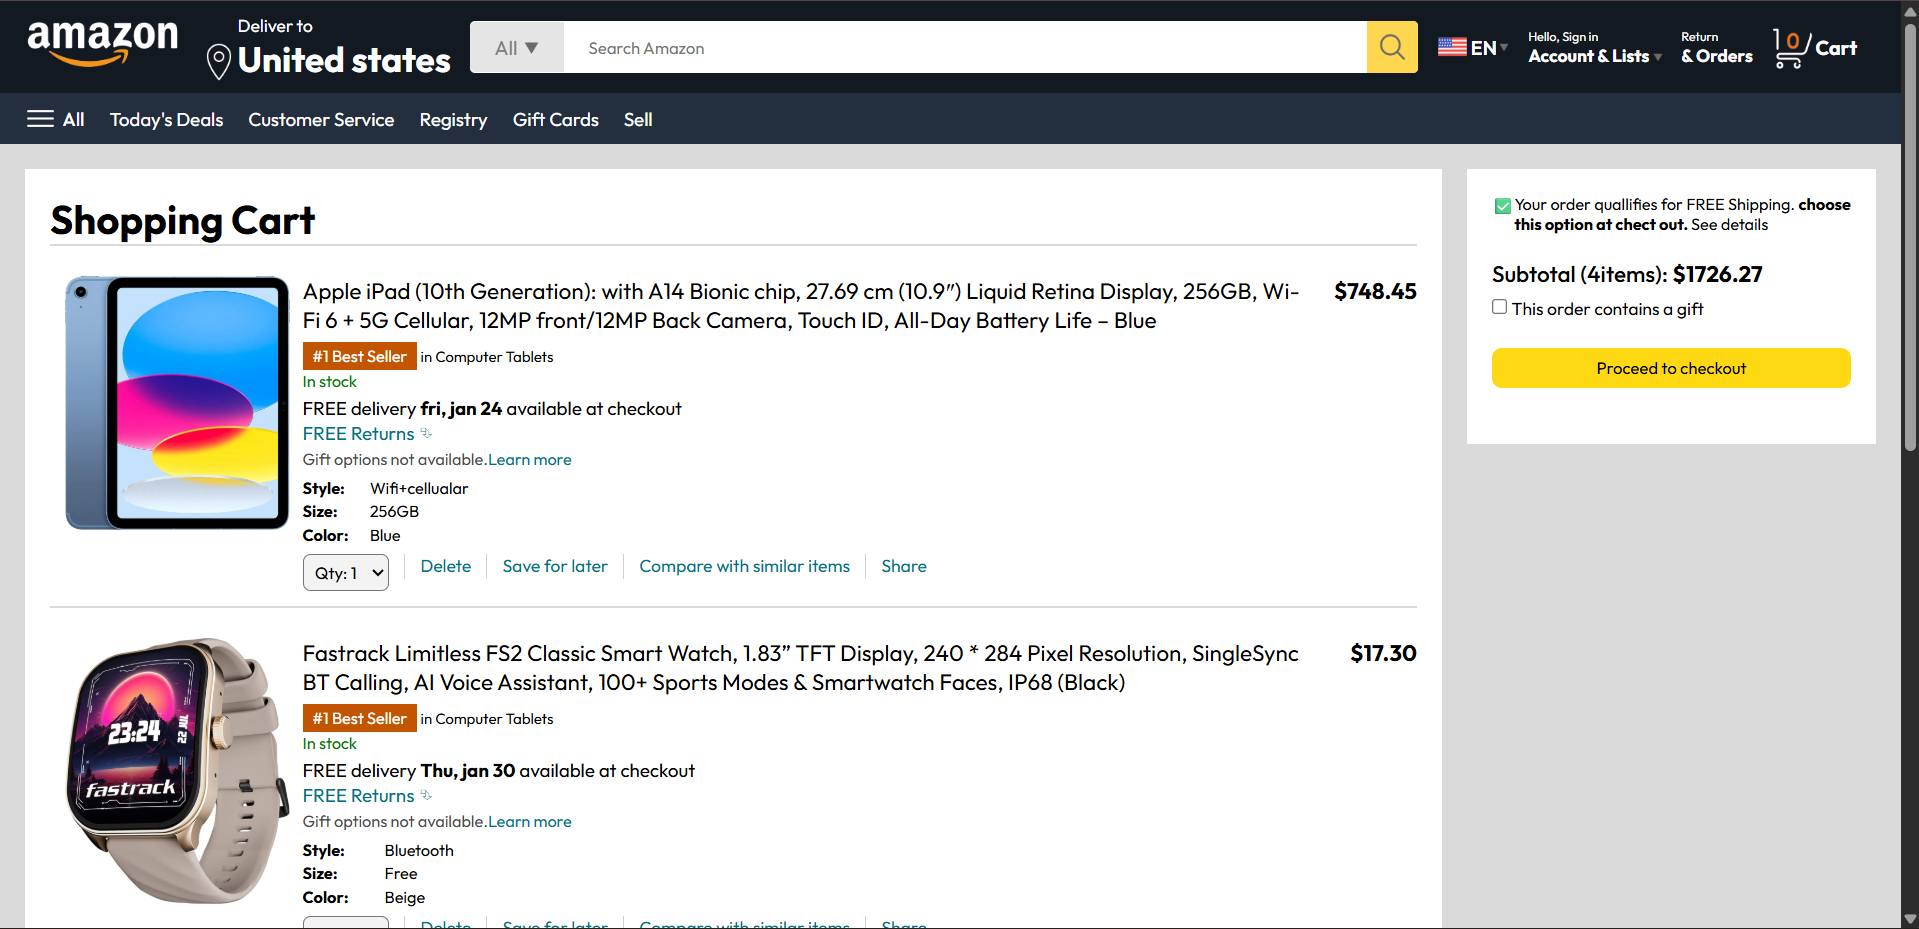 amazon
Deliver to
United states
All ▼
Search Amazon
EN ▾
Hello, Sign in
Account & Lists ▾
Return
& Orders
0
Cart
All
Today's Deals
Customer Service
Registry
Gift Cards
Sell
Shopping Cart
Apple iPad (10th Generation): with A14 Bionic chip, 27.69 cm (10.9″) Liquid Retina Display, 256GB, Wi-
Fi 6 + 5G Cellular, 12MP front/12MP Back Camera, Touch ID, All-Day Battery Life – Blue
$748.45
#1 Best Seller in Computer Tablets
In stock
FREE delivery fri, jan 24 available at checkout
FREE Returns
Gift options not available.Learn more
Style: Wifi+cellualar
Size: 256GB
Color: Blue
Qty: 1
Delete
Save for later
Compare with similar items
Share
23:24
22 JUL
fastrack
Fastrack Limitless FS2 Classic Smart Watch, 1.83” TFT Display, 240 * 284 Pixel Resolution, SingleSync
BT Calling, AI Voice Assistant, 100+ Sports Modes & Smartwatch Faces, IP68 (Black)
$17.30
#1 Best Seller in Computer Tablets
In stock
FREE delivery Thu, jan 30 available at checkout
FREE Returns
Gift options not available.Learn more
Style: Bluetooth
Size: Free
Color: Beige
Delete
Save for later
Compare with similar items
Share
✅ Your order quallifies for FREE Shipping. choose
this option at chect out. See details
Subtotal (4items): $1726.27
This order contains a gift
Proceed to checkout